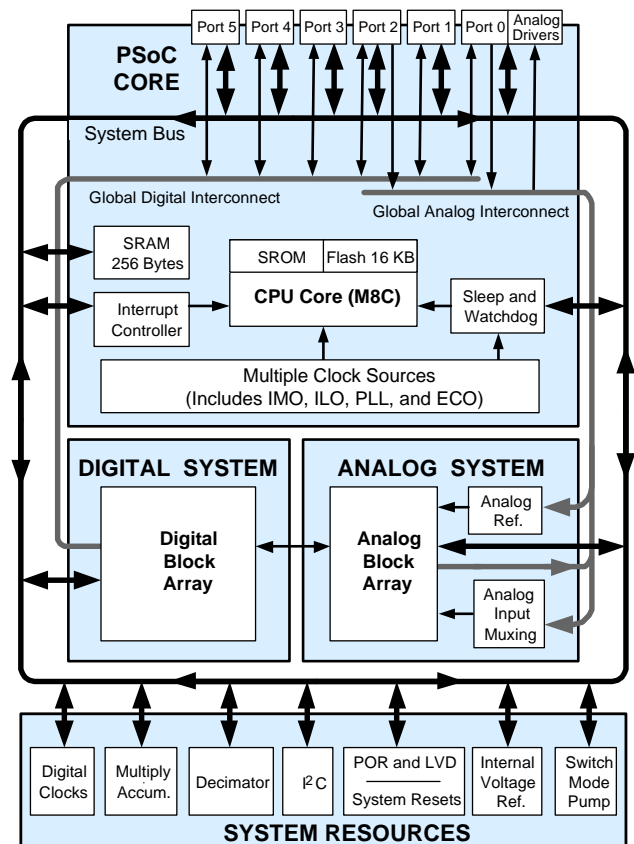 Port 5
Port 4
Port 3
Port 2
Port 1
Port 0
Analog
Drivers
PSoC
CORE
System Bus
Global Digital Interconnect
Global Analog Interconnect
SRAM
256 Bytes
SROM
Flash 16 KB
CPU Core (M8C)
Interrupt
Controller
Sleep and
Watchdog
Multiple Clock Sources
(Includes IMO, ILO, PLL, and ECO)
DIGITAL SYSTEM
ANALOG SYSTEM
Digital
Block
Array
Analog
Block
Array
Analog
Ref.
Analog
Input
Muxing
Digital
Clocks
Multiply
Accum.
Decimator
I²C
POR and LVD
System Resets
Internal
Voltage
Ref.
Switch
Mode
Pump
SYSTEM RESOURCES